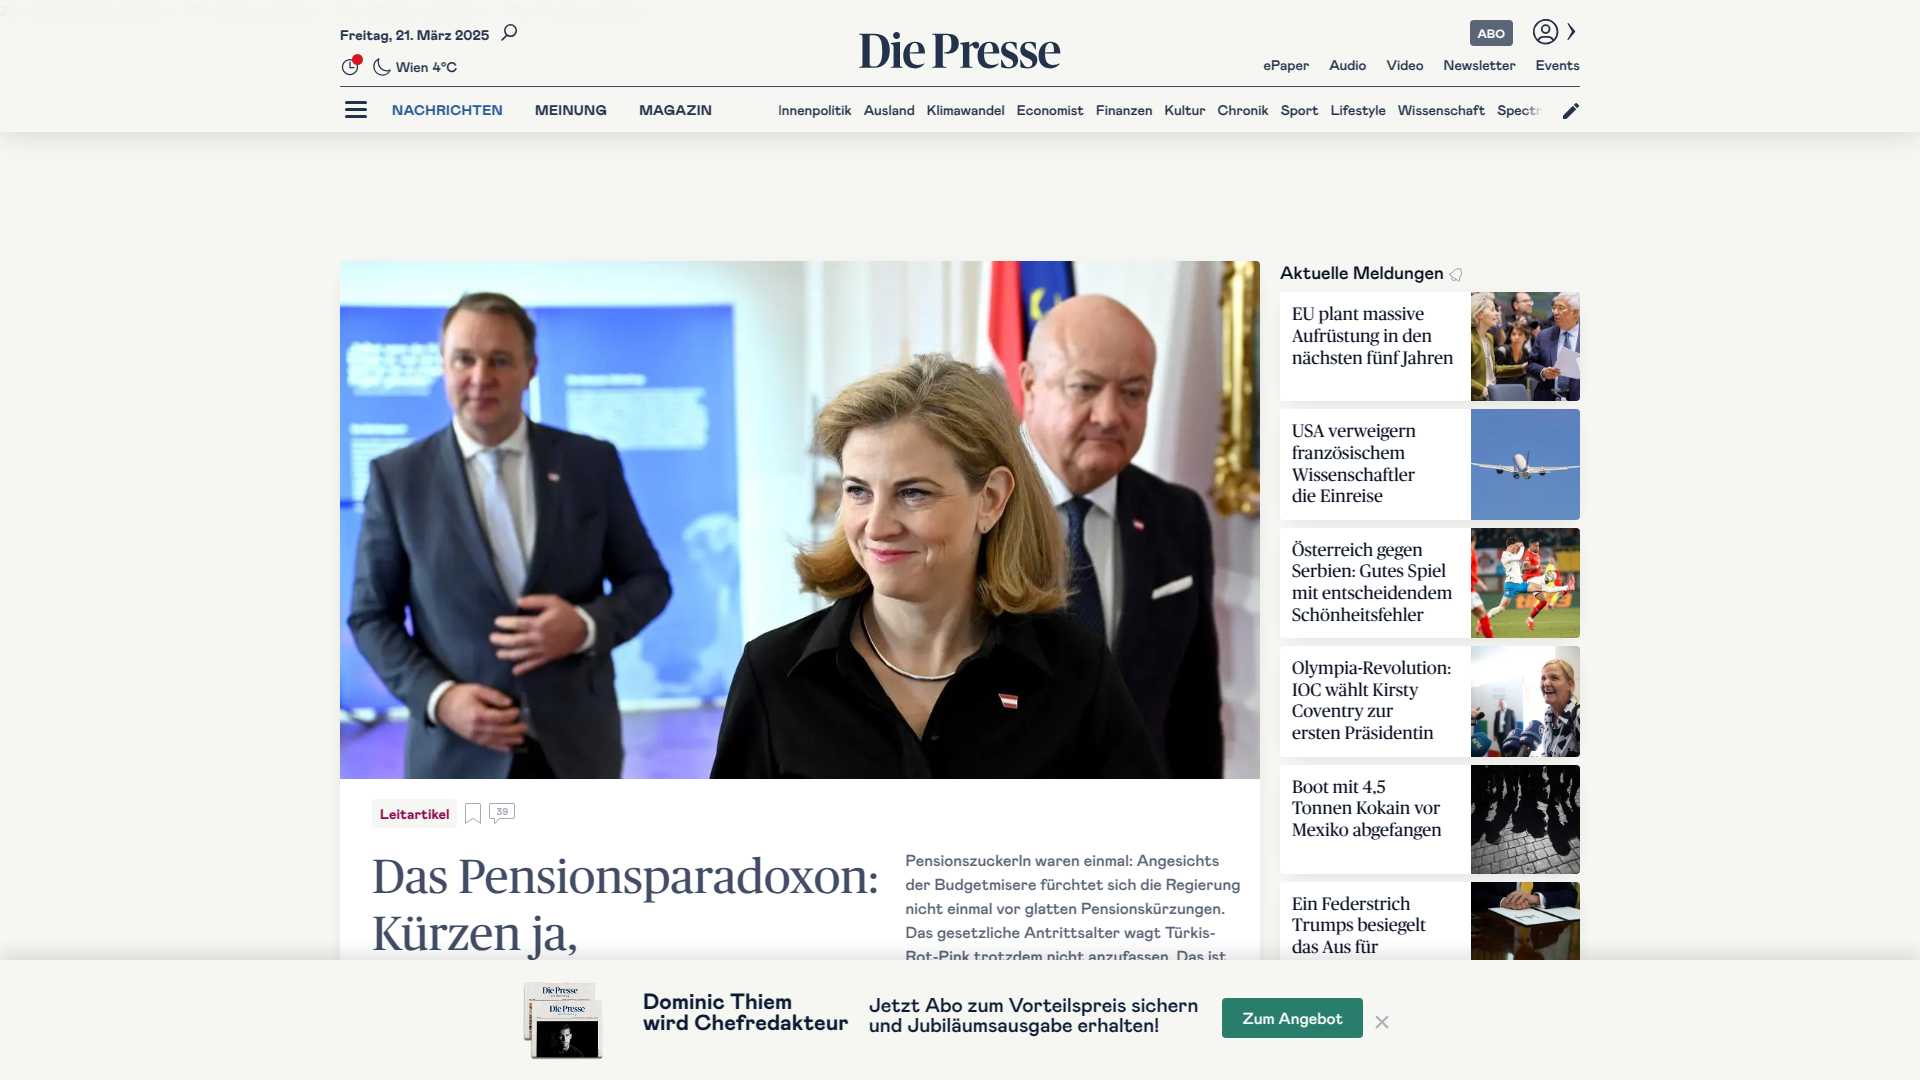 Freitag, 21. März 2025
Wien 4°C
Die Presse
ABO
ePaper Audio Video Newsletter Events
NACHRICHTEN MEINUNG MAGAZIN
Innenpolitik Ausland Klimawandel Economist Finanzen Kultur Chronik Sport Lifestyle Wissenschaft
Leitartikel
39
Das Pensionsparadoxon:
Kürzen ja,
PensionszuckerIn waren einmal: Angesichts
der Budgetmisere fürchtet sich die Regierung
nicht einmal vor glatten Pensionskürzungen.
Das gesetzliche Antrittsalter wagt Türkis-
Rot-Pink trotzdem nicht anzufassen. Das ist
Aktuelle Meldungen
EU plant massive
Aufrüstung in den
nächsten fünf Jahren
USA verweigern
französischem
Wissenschaftler
die Einreise
Österreich gegen
Serbien: Gutes Spiel
mit entscheidendem
Schönheitsfehler
Olympia-Revolution:
IOC wählt Kirsty
Coventry zur
ersten Präsidentin
Boot mit 4,5
Tonnen Kokain vor
Mexiko abgefangen
Ein Federstrich
Trumps besiegelt
das Aus für
Die Presse
Die Presse
Dominic Thiem
wird Chefredakteur
Jetzt Abo zum Vorteilspreis sichern
und Jubiläumsausgabe erhalten!
Zum Angebot